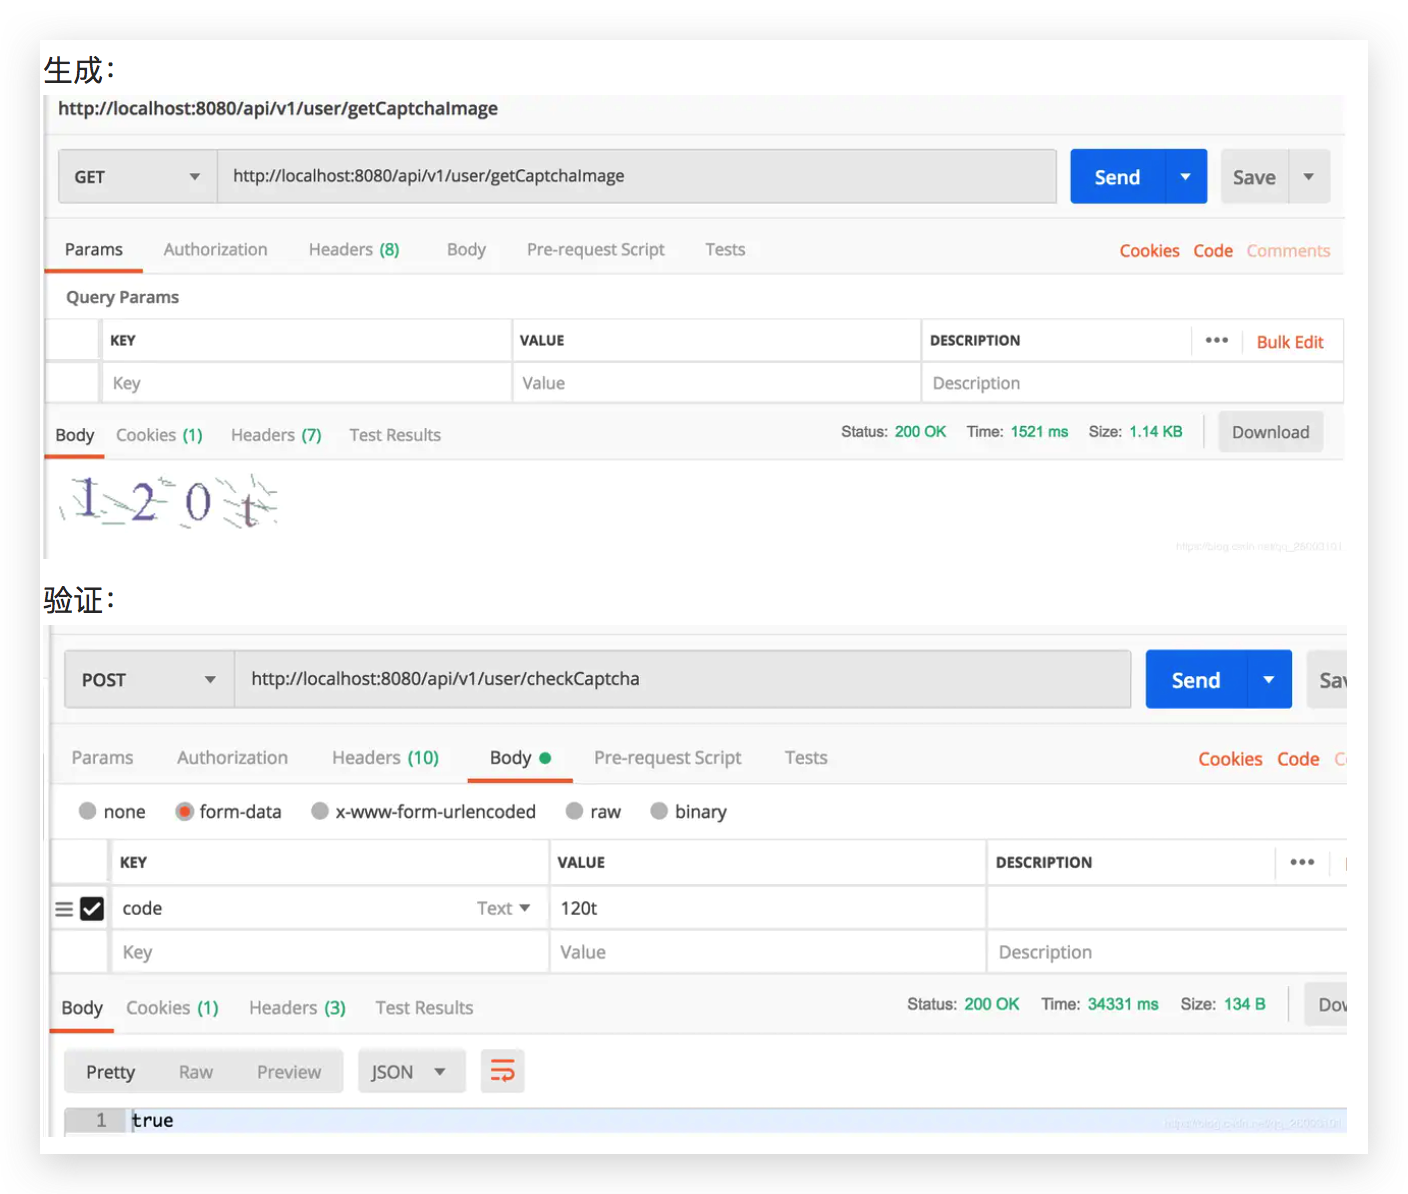 生成：
http://localhost:8080/api/v1/user/getCaptchaImage
GET http://localhost:8080/api/v1/user/getCaptchaImage Send Save
Params Authorization Headers (8) Body Pre-request Script Tests Cookies Code Comments
Query Params
KEY VALUE DESCRIPTION ••• Bulk Edit
Key Value Description
Body Cookies (1) Headers (7) Test Results Status: 200 OK Time: 1521 ms Size: 1.14 KB Download
120t
验证：
POST http://localhost:8080/api/v1/user/checkCaptcha Send Sav
Params Authorization Headers (10) Body Pre-request Script Tests Cookies Code
none form-data x-www-form-urlencoded raw binary
KEY VALUE DESCRIPTION •••
code Text 120t
Key Value Description
Body Cookies (1) Headers (3) Test Results Status: 200 OK Time: 34331 ms Size: 134 B Dow
Pretty Raw Preview JSON
1 true